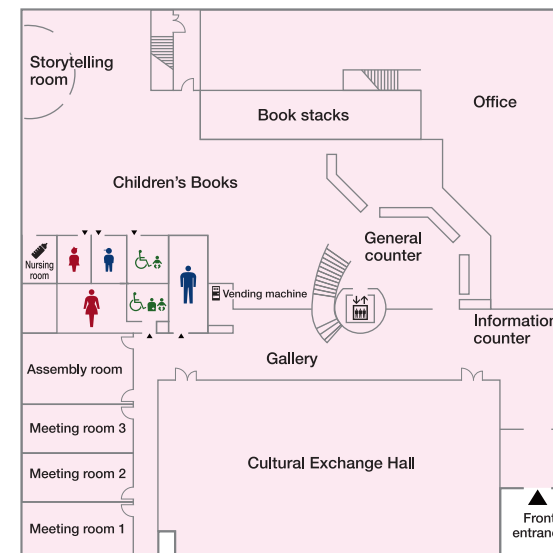 Storytelling
room
Office
Book stacks
Children's Books
General
counter
Nursing
room
Vending machine
Information
counter
Gallery
Assembly room
Meeting room 3
Cultural Exchange Hall
Meeting room 2
Meeting room 1
Front
entrance